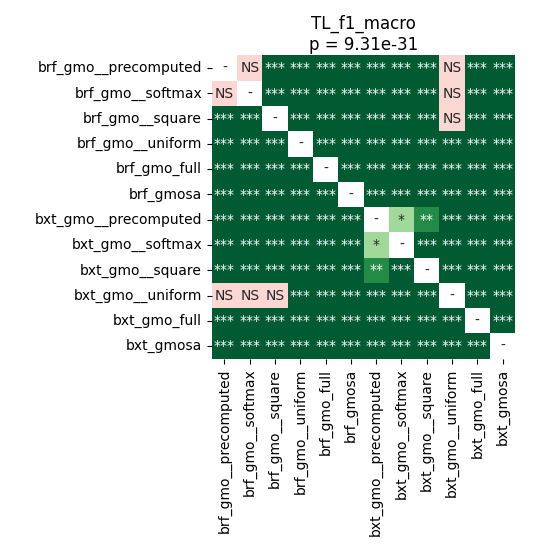 TL_f1_macro
p = 9.31e-31
brf_gmo__precomputed - NS *** *** *** *** *** *** *** NS *** ***
brf_gmo__softmax NS - *** *** *** *** *** *** *** NS *** ***
brf_gmo__square *** *** - *** *** *** *** *** *** NS *** ***
brf_gmo__uniform *** *** *** - *** *** *** *** *** *** *** ***
brf_gmo_full *** *** *** *** - *** *** *** *** *** *** ***
brf_gmosa *** *** *** *** *** - *** *** *** *** *** ***
bxt_gmo__precomputed *** *** *** *** *** *** - * ** *** *** ***
bxt_gmo__softmax *** *** *** *** *** *** * - *** *** *** ***
bxt_gmo__square *** *** *** *** *** *** ** *** - *** *** ***
bxt_gmo__uniform NS NS NS *** *** *** *** *** *** - *** ***
bxt_gmo_full *** *** *** *** *** *** *** *** *** *** - ***
bxt_gmosa *** *** *** *** *** *** *** *** *** *** *** -
brf_gmo__precomputed
brf_gmo__softmax
brf_gmo__square
brf_gmo__uniform
brf_gmo_full
brf_gmosa
bxt_gmo__precomputed
bxt_gmo__softmax
bxt_gmo__square
bxt_gmo__uniform
bxt_gmo_full
bxt_gmosa